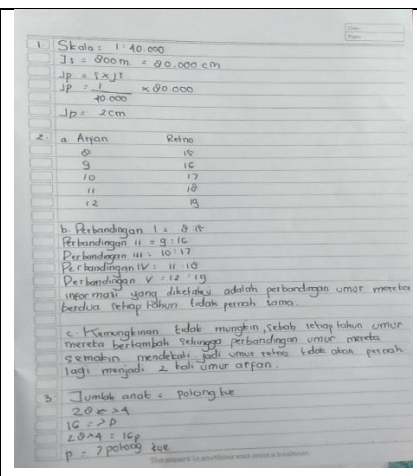 1. Skala = 1:40.000
Js = 800m = 80.000 cm
Jp = s x js
Jp = 1/40.000 x 80.000
Jp = 2cm
2. a Arfan Retno
8 15
9 16
10 17
11 18
12 19
b. Perbandingan I = 8:15
Perbandingan II = 9:16
Perbandingan III = 10:17
Perbandingan IV = 11:18
Perbandingan V = 12:19
informasi yang diketahui adalah perbandingan umur mereka
berdua setiap tahun tidak pernah sama.
c. Kemungkinan tidak mungkin, sebab setiap tahun umur
mereka bertambah sehingga perbandingan umur mereka
semakin mendekati jadi umur retno tidak akan pernah
lagi menjadi 2 kali umur arfan.
3. Jumlah anak = potong kue
28 => 4
16 => p
28 x 4 = 16p
p = 7 potong kue